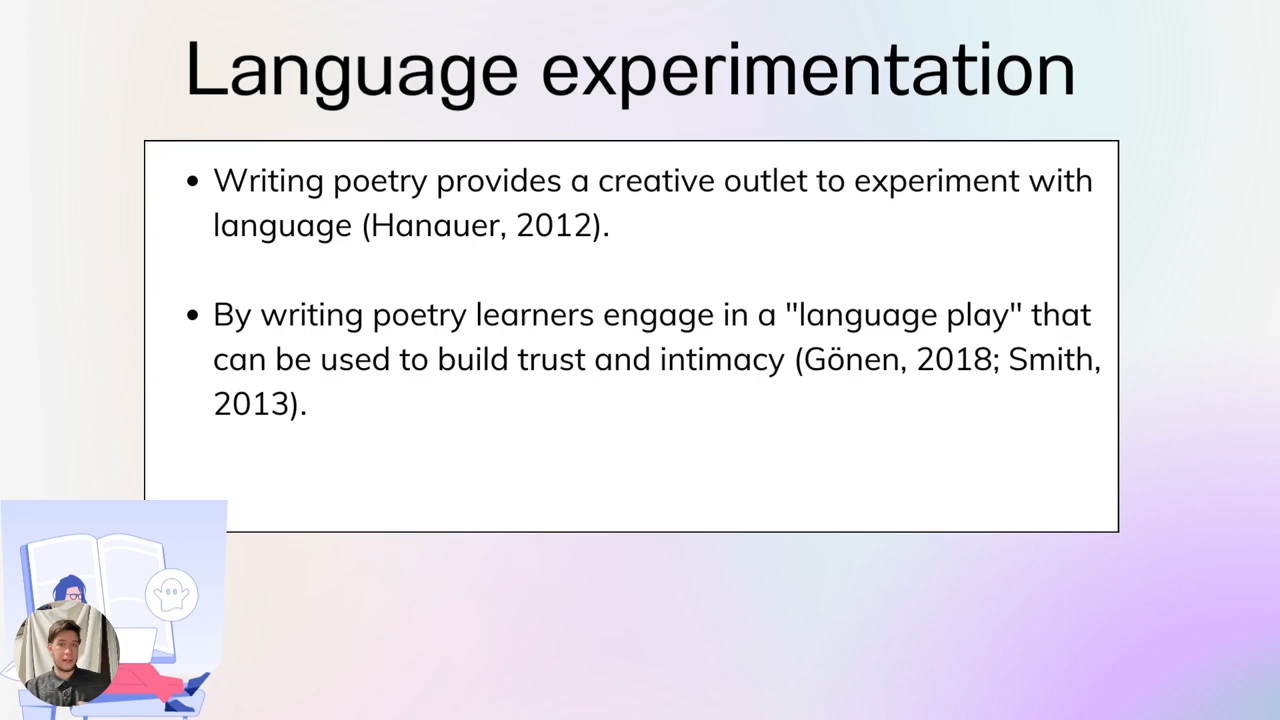 Language experimentation
• Writing poetry provides a creative outlet to experiment with
language (Hanauer, 2012).
• By writing poetry learners engage in a "language play" that
can be used to build trust and intimacy (Gönen, 2018; Smith,
2013).